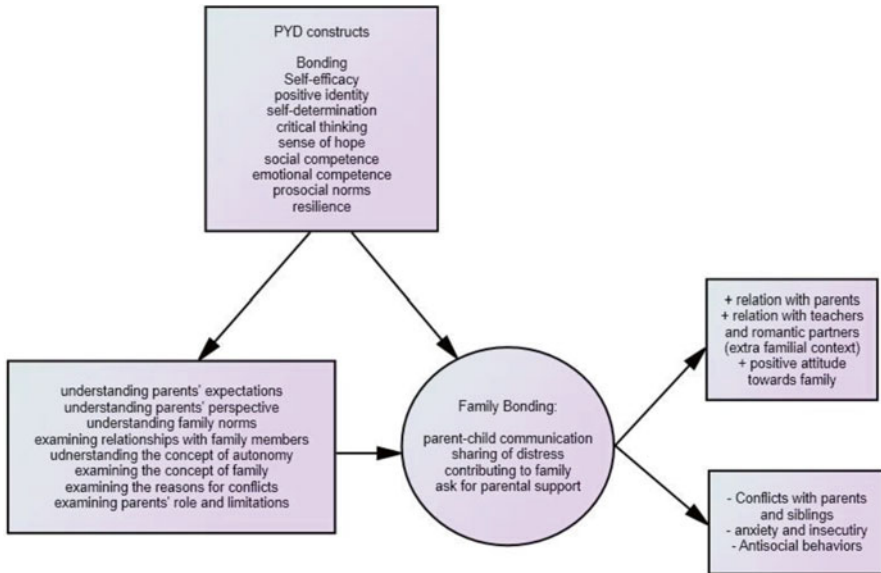 PYD constructs
Bonding
Self-efficacy
positive identity
self-determination
critical thinking
sense of hope
social competence
emotional competence
prosocial norms
resilience
understanding parents' expectations
understanding parents' perspective
understanding family norms
examining relationships with family members
udnerstanding the concept of autonomy
examining the concept of family
examining the reasons for conflicts
examining parents' role and limitations
Family Bonding:
parent-child communication
sharing of distress
contributing to family
ask for parental support
+ relation with parents
+ relation with teachers
and romantic partners
(extra familial context)
+ positive attitude
towards family
- Conflicts with parents
and siblings
- anxiety and insecutiry
- Antisocial behaviors